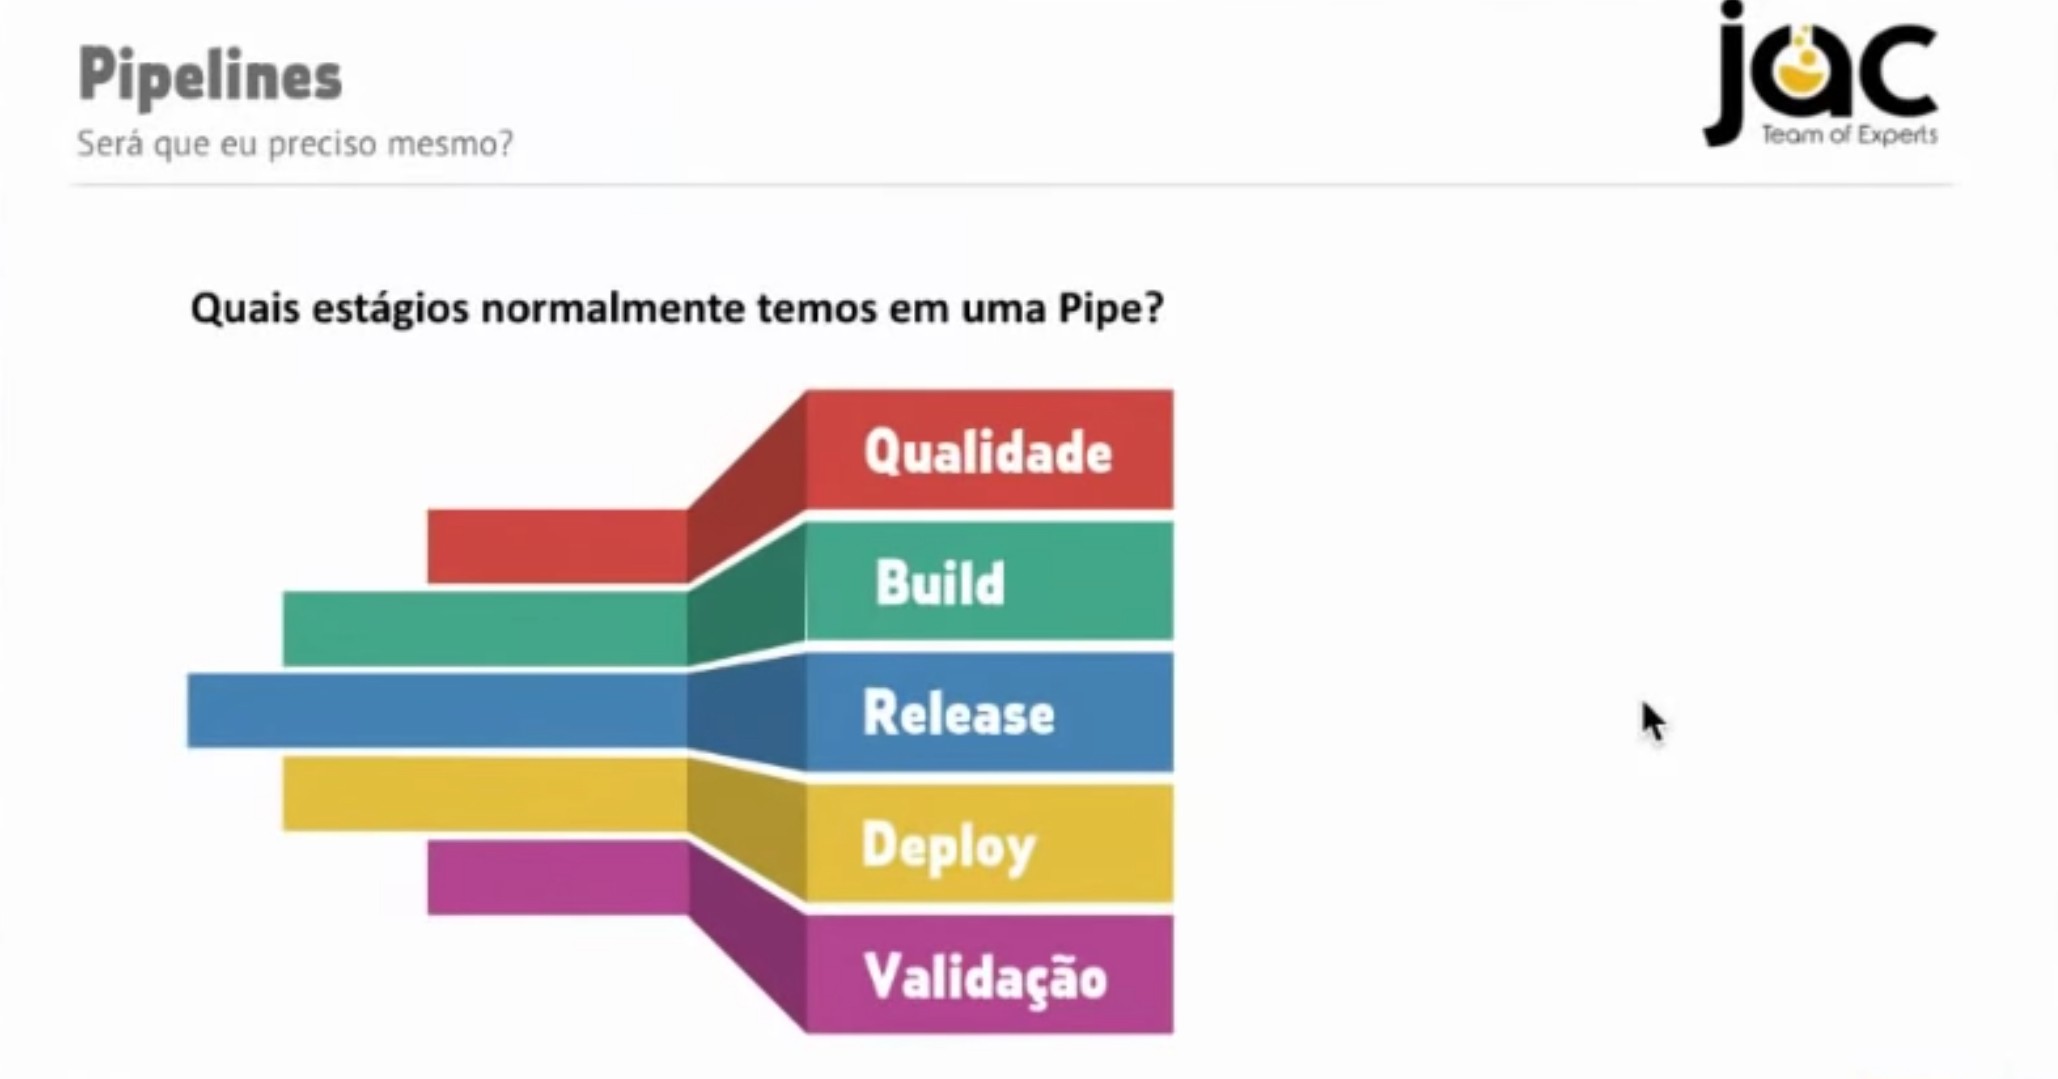 Pipelines
Será que eu preciso mesmo?
jac
Team of Experts
Quais estágios normalmente temos em uma Pipe?
Qualidade
Build
Release
Deploy
Validação